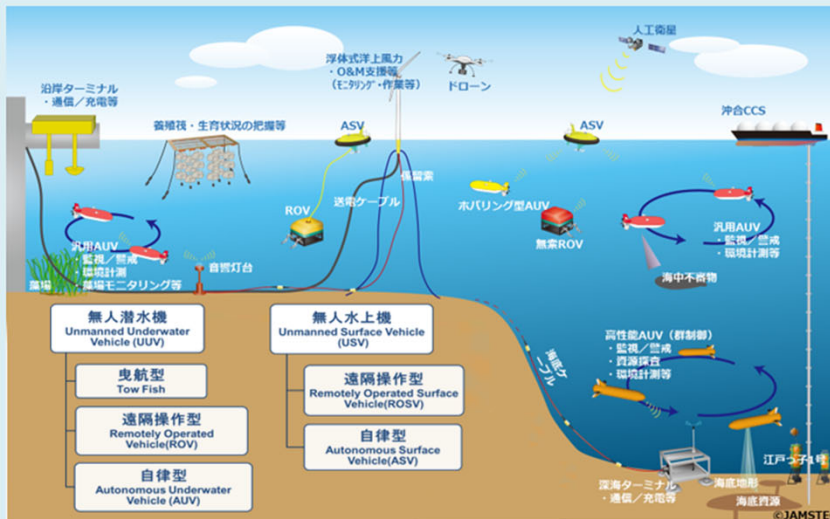 人工衛星
浮体式洋上風力
・O&M支援等
(モニタリング・作業等)
ドローン
沿岸ターミナル
・通信／充電等
養殖筏・生育状況の把握等
ASV
ASV
沖合CCS
係留索
送電ケーブル
ROV
ホバリング型AUV
無索ROV
汎用AUV
・監視／警戒
・環境計測
・藻場モニタリング等
藻場
音響灯台
汎用AUV
・監視／警戒
・環境計測等
海中不審物
無人潜水機
Unmanned Underwater
Vehicle (UUV)
曳航型
Tow Fish
遠隔操作型
Remotely Operated
Vehicle(ROV)
自律型
Autonomous Underwater
Vehicle (AUV)
無人水上機
Unmanned Surface Vehicle
(USV)
遠隔操作型
Remotely Operated Surface
Vehicle(ROSV)
自律型
Autonomous Surface
Vehicle(ASV)
海底ケーブル
高性能AUV（群制御）
・監視／警戒
・資源探査
・環境計測等
深海ターミナル
・通信／充電等
海底地形
江戸っ子1号
海底資源
©JAMSTE